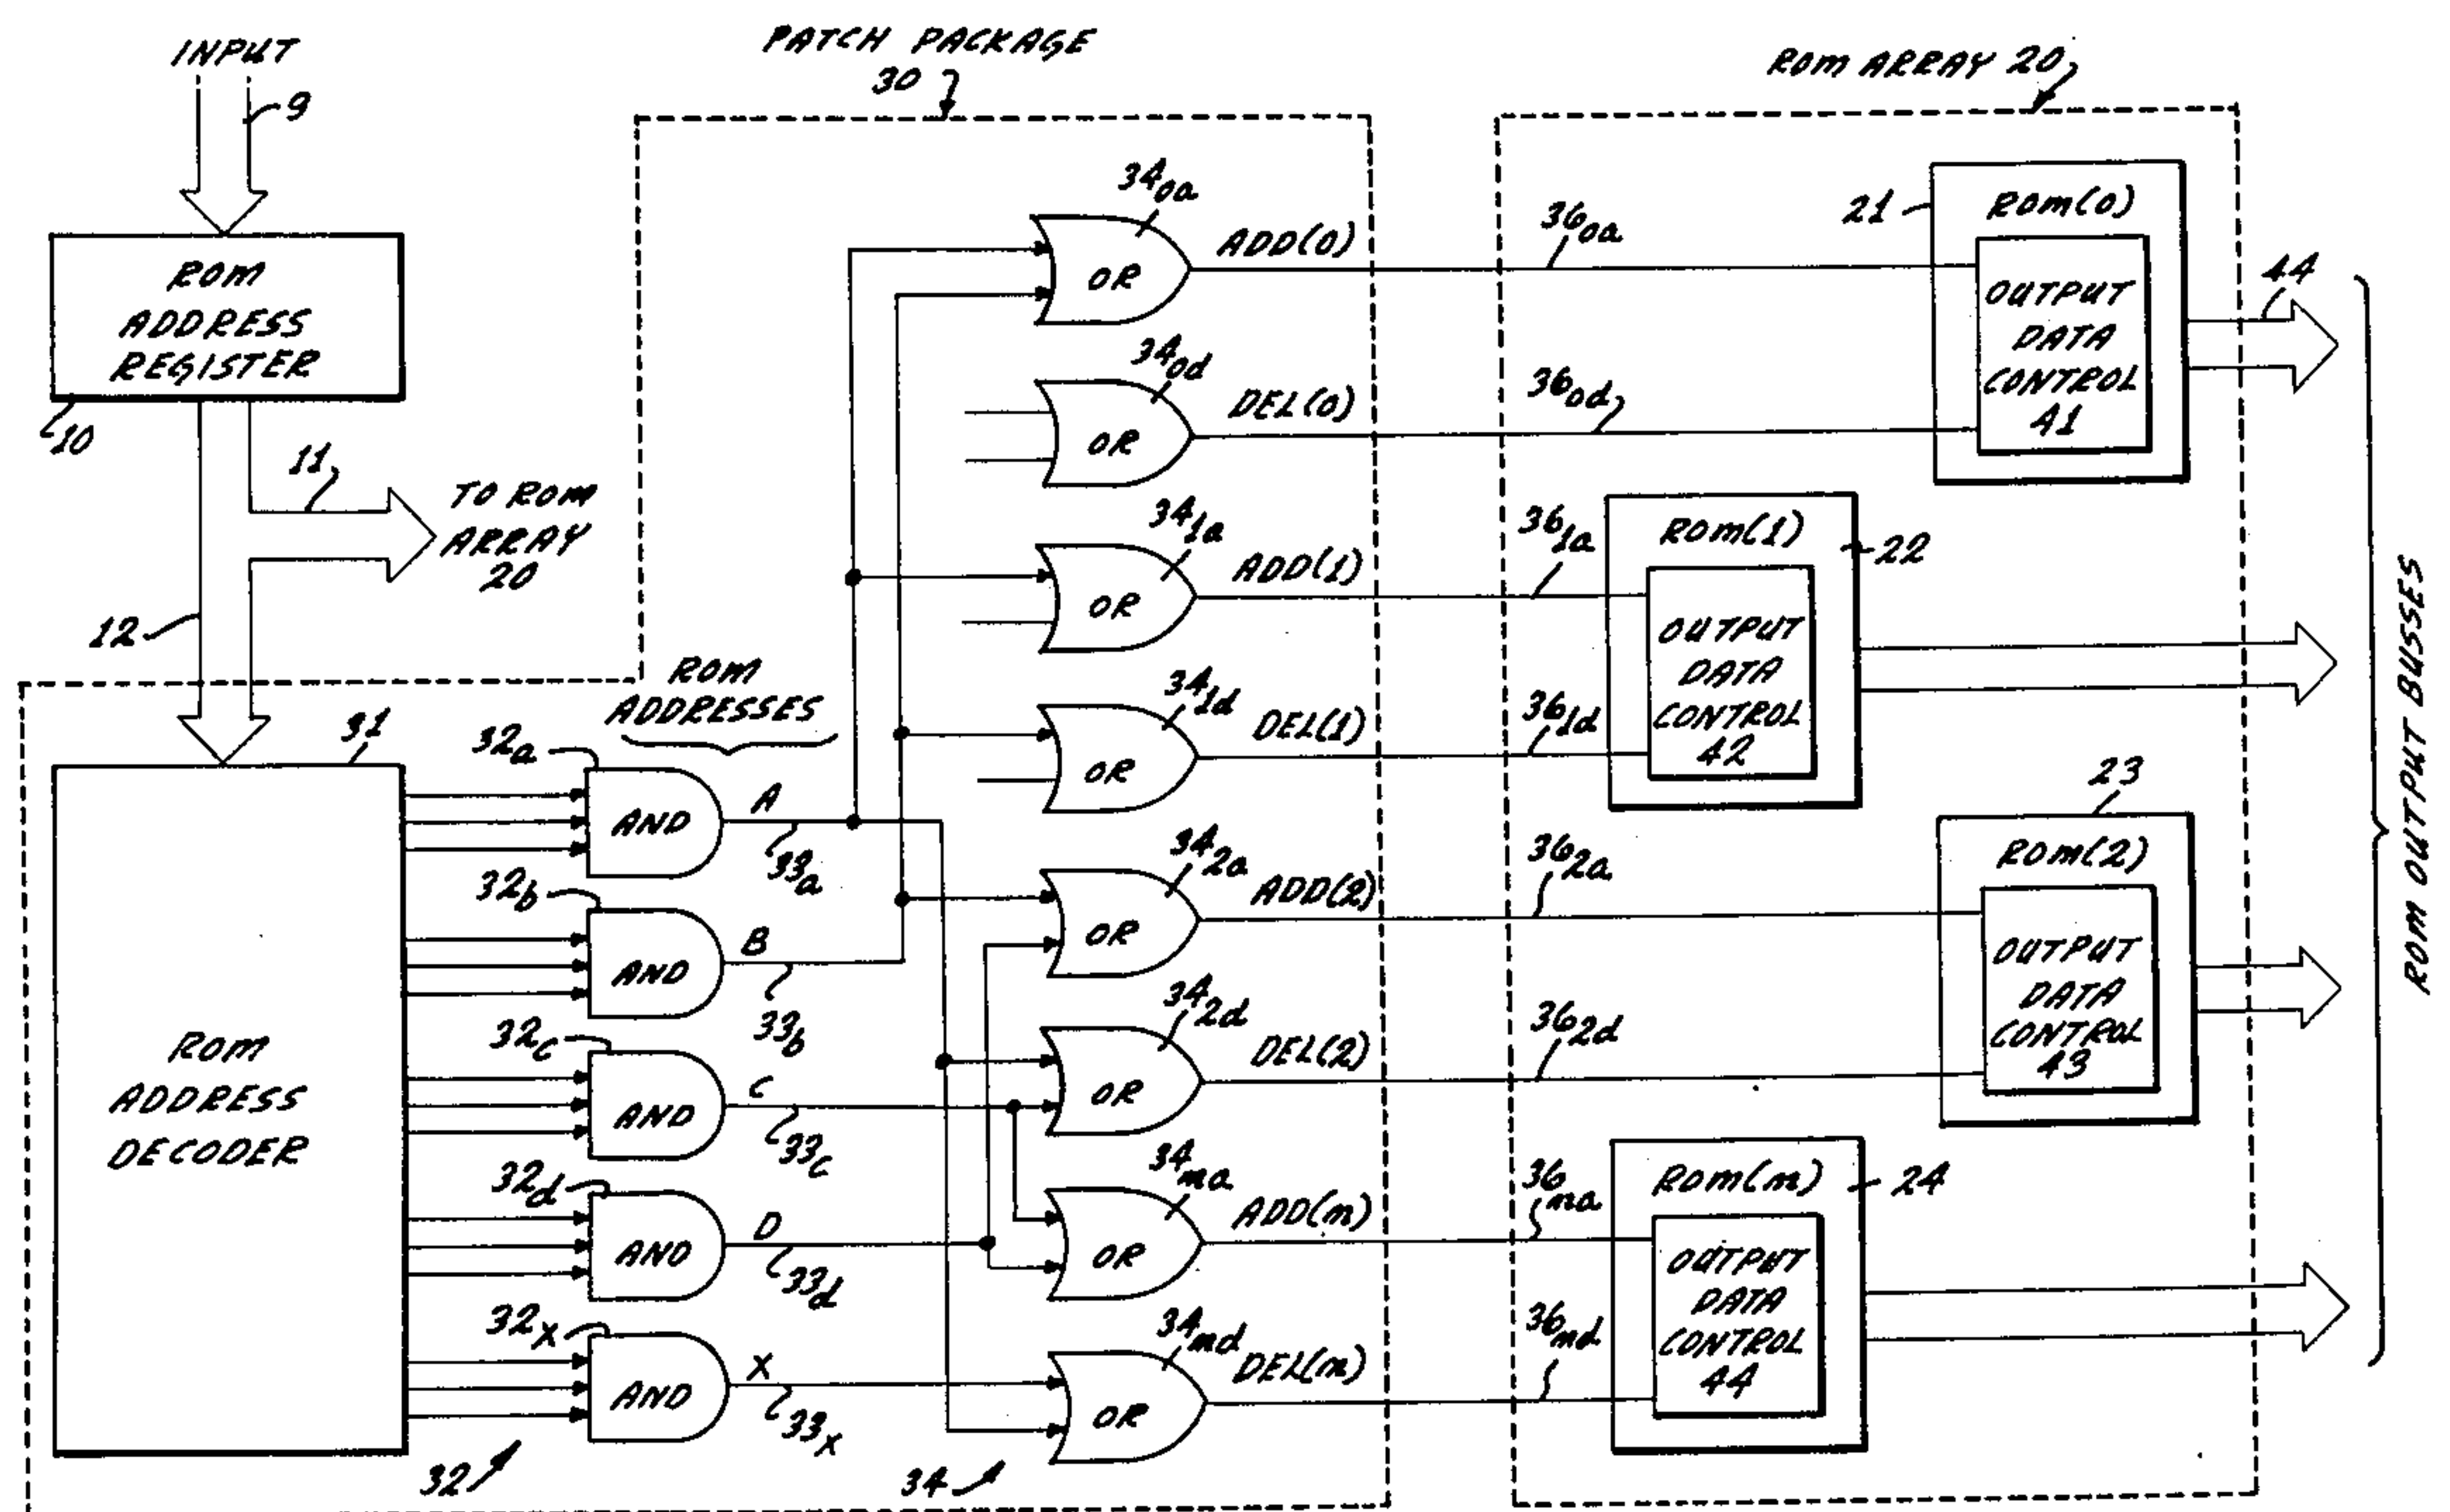 INPUT
9
ROM
ADDRESS
REGISTER
10
11
TO ROM
ARRAY
20
12
PATCH PACKAGE
30
ROM ARRAY 20
ROM
ADDRESSES
31
ROM
ADDRESS
DECODER
32a
AND
A
33a
32b
AND
B
33b
32c
AND
C
33c
32d
AND
D
33d
32x
AND
X
33x
32
34
34oa
OR
ADD(0)
36oa
34od
OR
DEL(0)
36od
341a
OR
ADD(1)
361a
341d
OR
DEL(1)
361d
342a
OR
ADD(2)
362a
342d
OR
DEL(2)
362d
34ma
OR
ADD(m)
36ma
34md
OR
DEL(m)
36md
21
ROM(0)
OUTPUT
DATA
CONTROL
41
44
ROM(1)
22
OUTPUT
DATA
CONTROL
42
23
ROM(2)
OUTPUT
DATA
CONTROL
43
ROM(m)
24
OUTPUT
DATA
CONTROL
44
ROM OUTPUT BUSSES